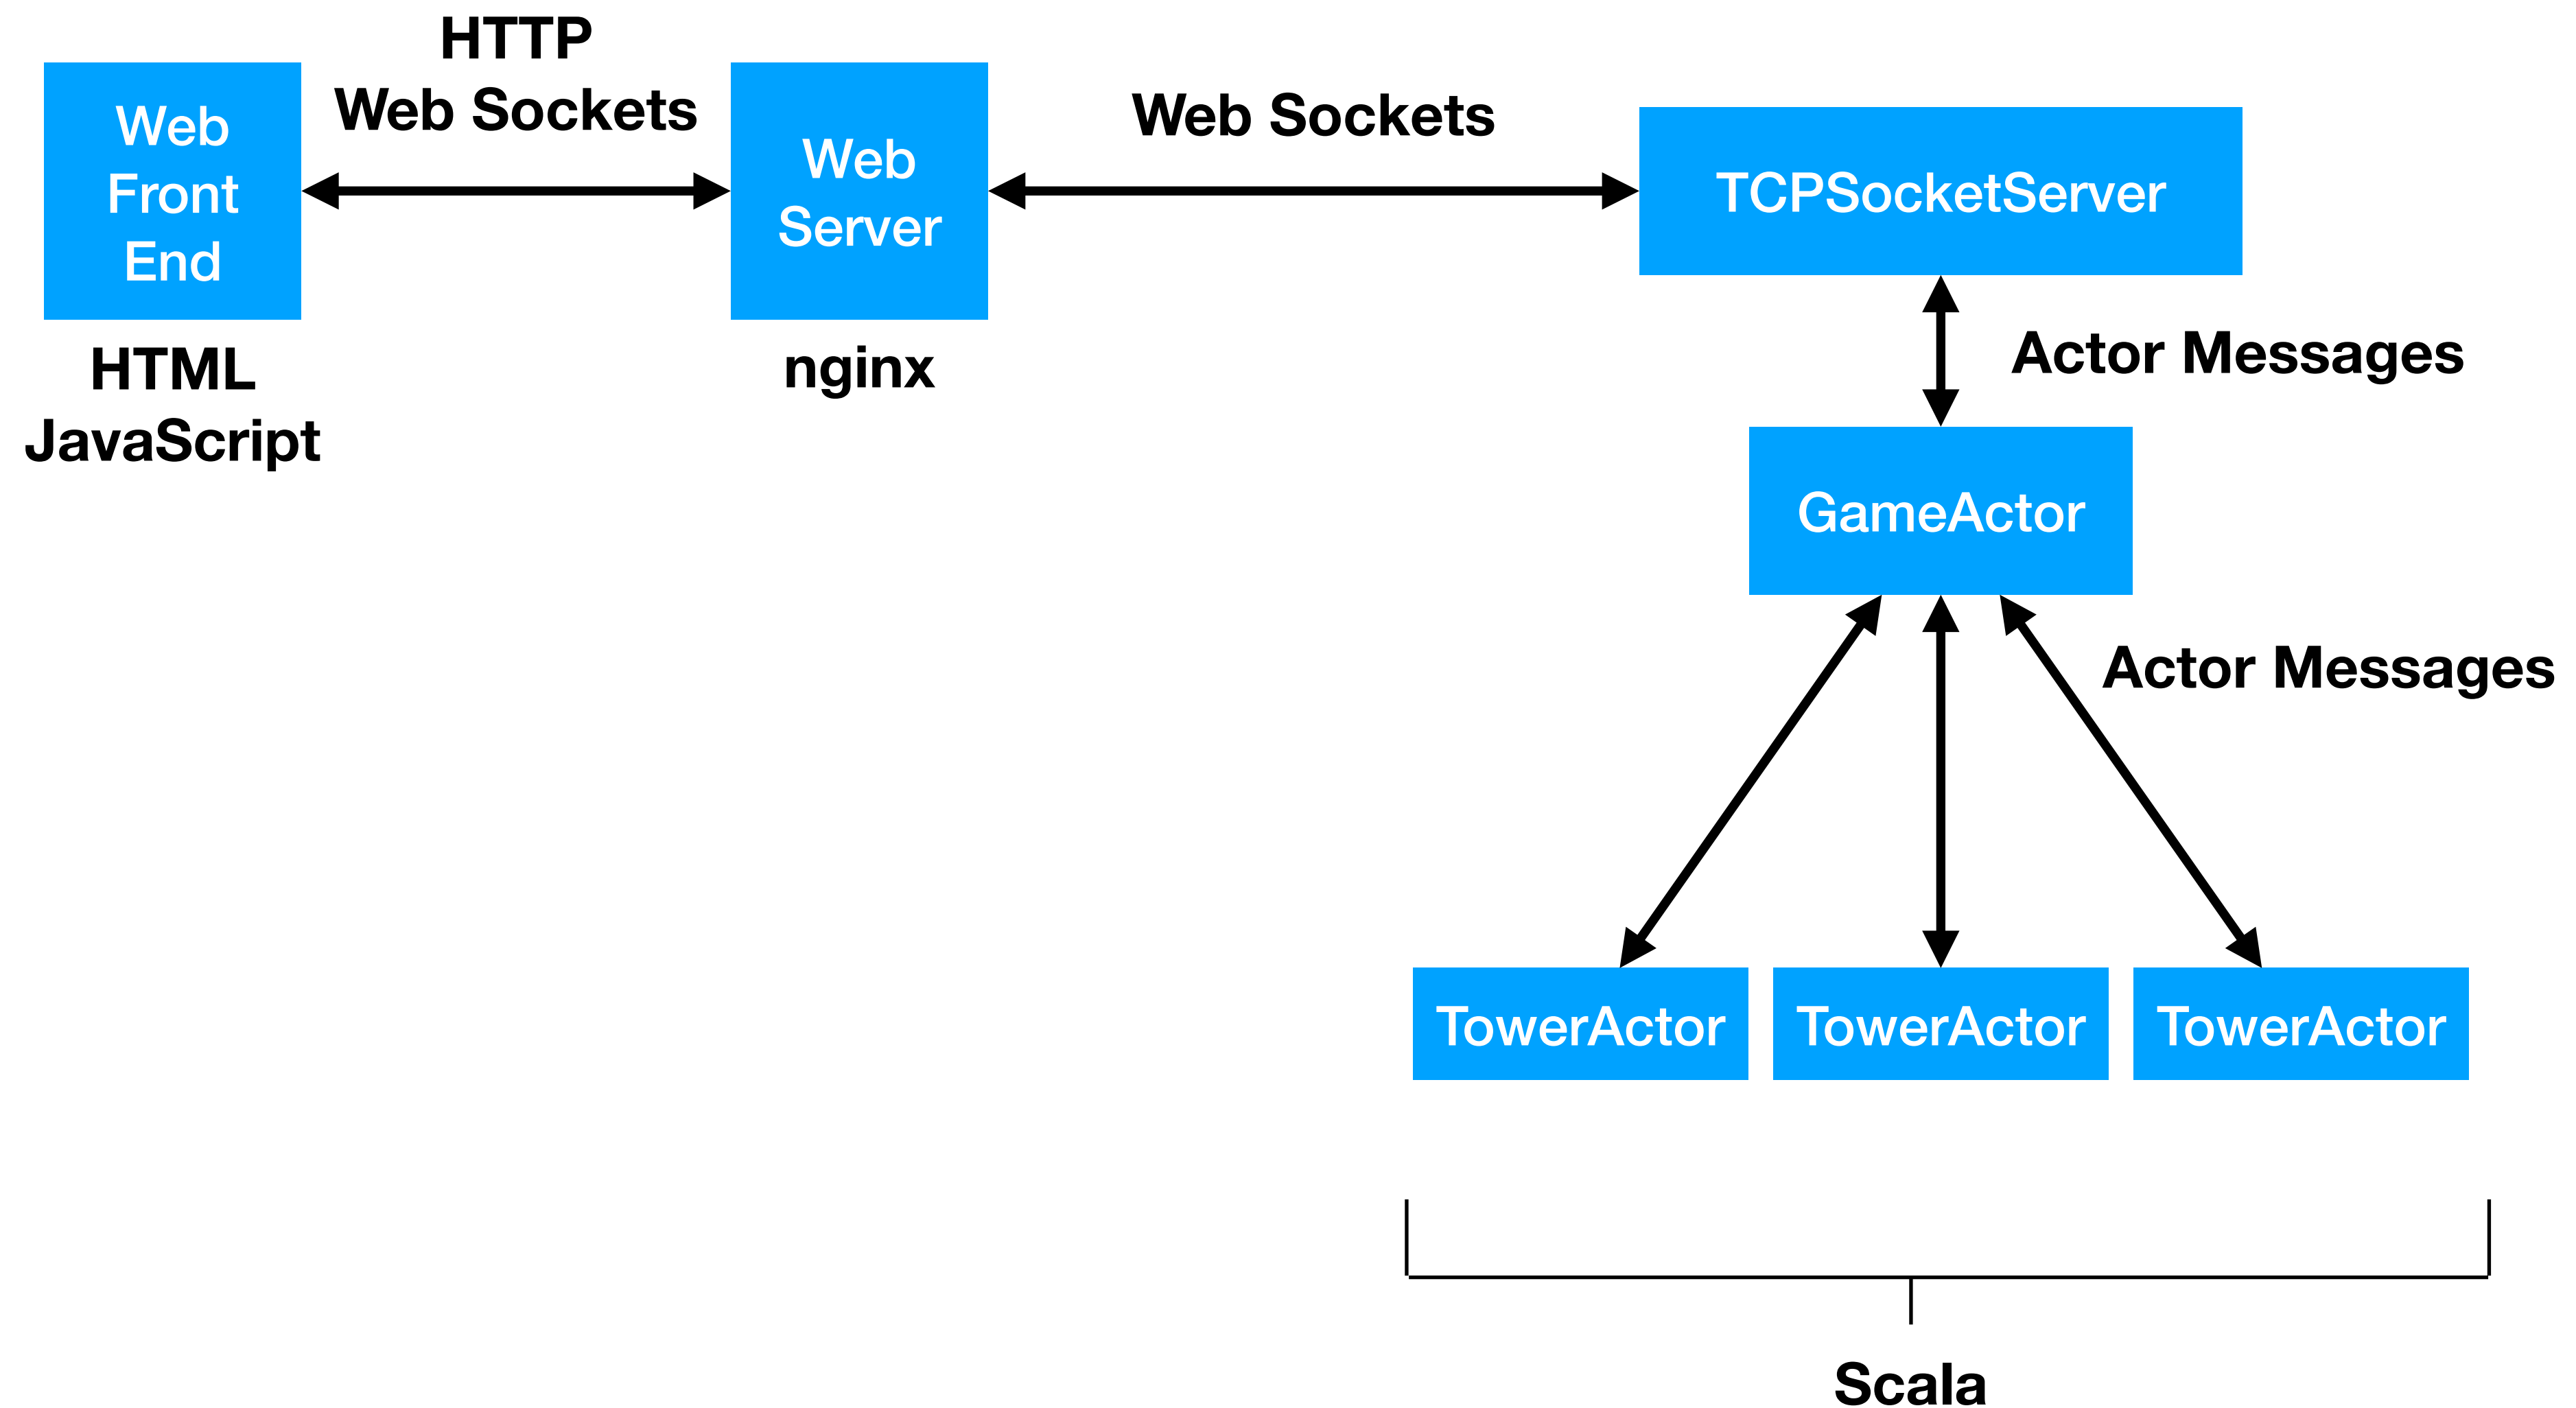 HTTP
Web Sockets
Web
Front
End
HTML
JavaScript
Web
Server
nginx
Web Sockets
TCPSocketServer
Actor Messages
GameActor
Actor Messages
TowerActor
TowerActor
TowerActor
Scala